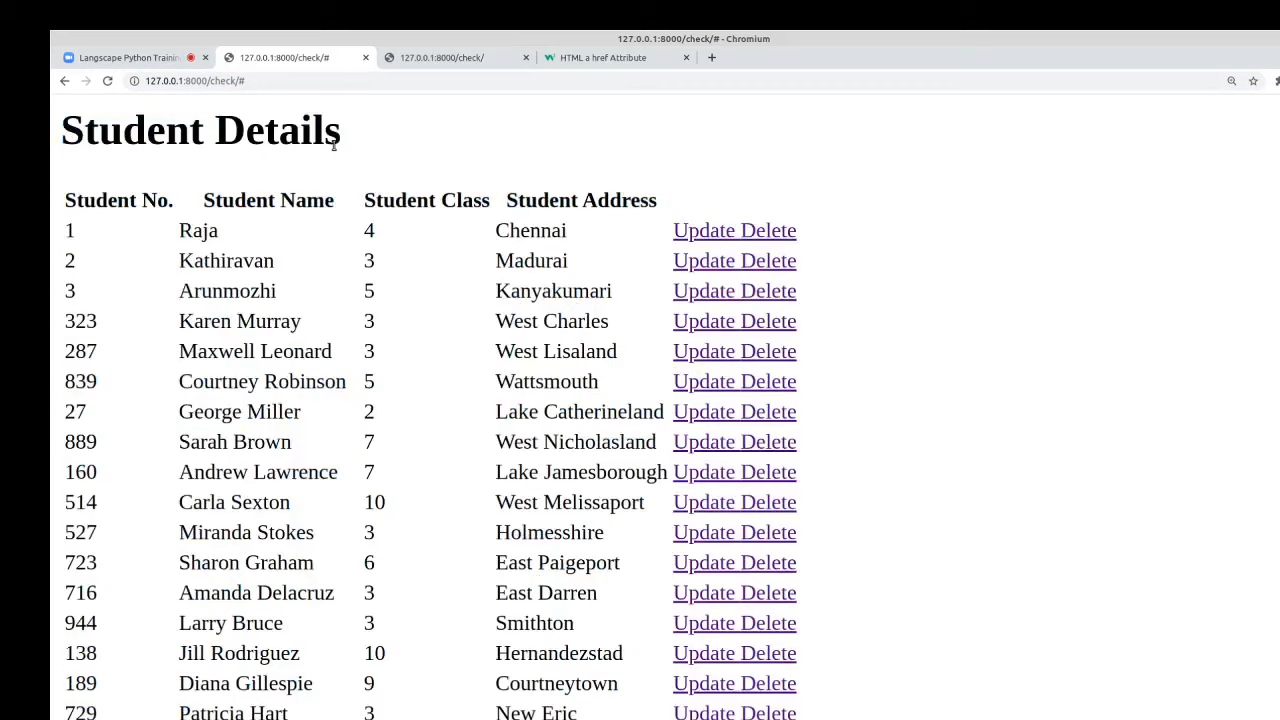 127.0.0.1:8000/check/# - Chromium
Langscape Python Trainin 127.0.0.1:8000/check/# 127.0.0.1:8000/check/ HTML a href Attribute
127.0.0.1:8000/check/#
Student Details
Student No. Student Name Student Class Student Address
1 Raja 4 Chennai Update Delete
2 Kathiravan 3 Madurai Update Delete
3 Arunmozhi 5 Kanyakumari Update Delete
323 Karen Murray 3 West Charles Update Delete
287 Maxwell Leonard 3 West Lisaland Update Delete
839 Courtney Robinson 5 Wattsmouth Update Delete
27 George Miller 2 Lake Catherineland Update Delete
889 Sarah Brown 7 West Nicholasland Update Delete
160 Andrew Lawrence 7 Lake Jamesborough Update Delete
514 Carla Sexton 10 West Melissaport Update Delete
527 Miranda Stokes 3 Holmesshire Update Delete
723 Sharon Graham 6 East Paigeport Update Delete
716 Amanda Delacruz 3 East Darren Update Delete
944 Larry Bruce 3 Smithton Update Delete
138 Jill Rodriguez 10 Hernandezstad Update Delete
189 Diana Gillespie 9 Courtneytown Update Delete
729 Patricia Hart 3 New Eric Update Delete